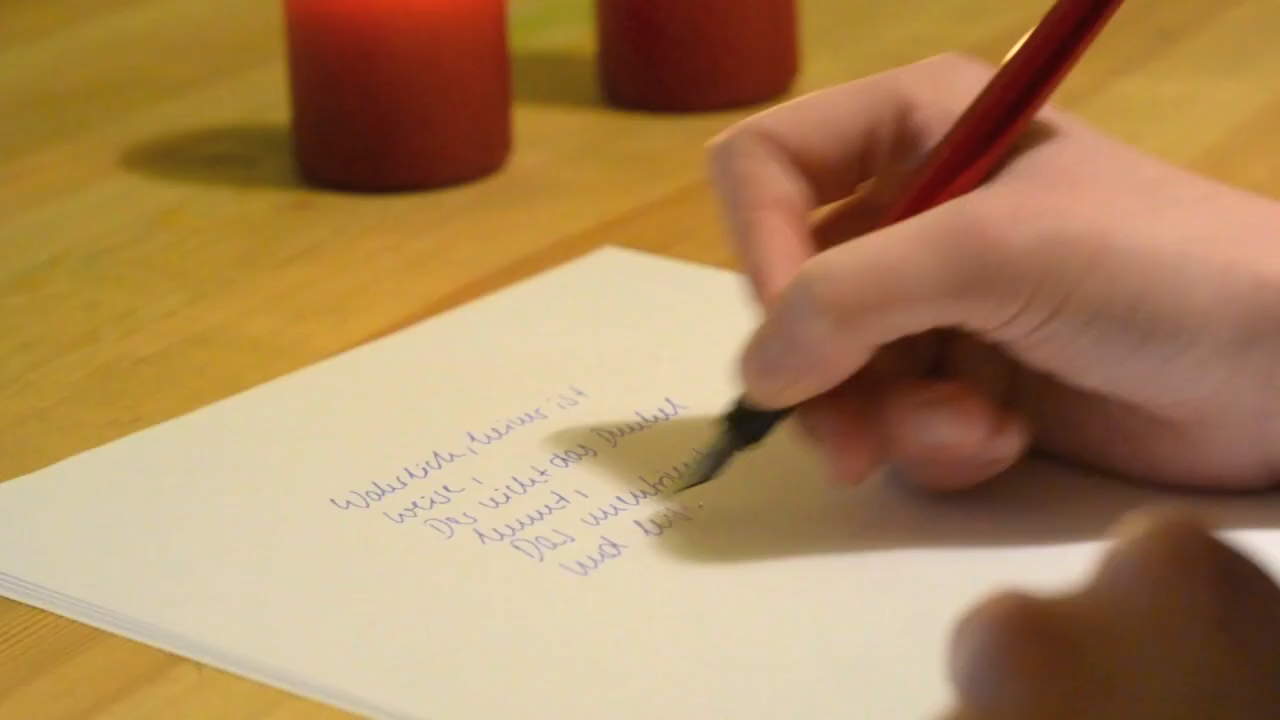 Wahrlich, keiner ist
weise,
Der nicht das Dunkel
kennt,
Das
und